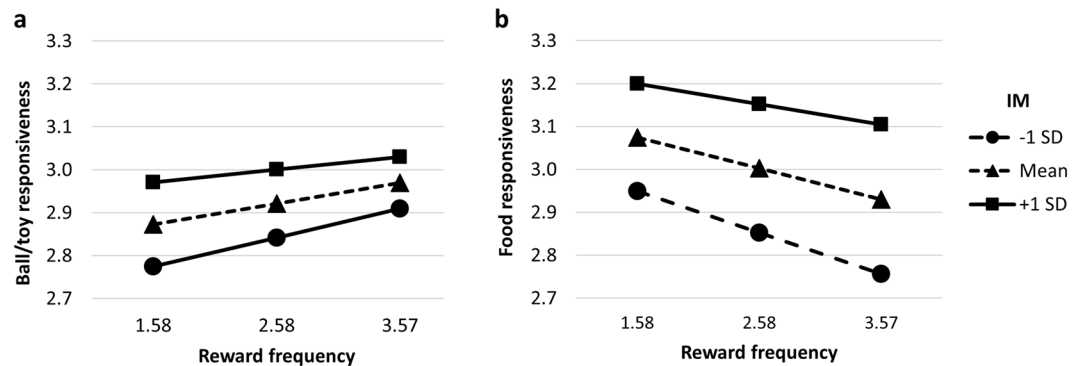 a
Ball/toy responsiveness
3.3
3.2
3.1
3.0
2.9
2.8
2.7
1.58 2.58 3.57
Reward frequency
b
Food responsiveness
3.3
3.2
3.1
3.0
2.9
2.8
2.7
1.58 2.58 3.57
Reward frequency
IM
-1 SD
Mean
+1 SD